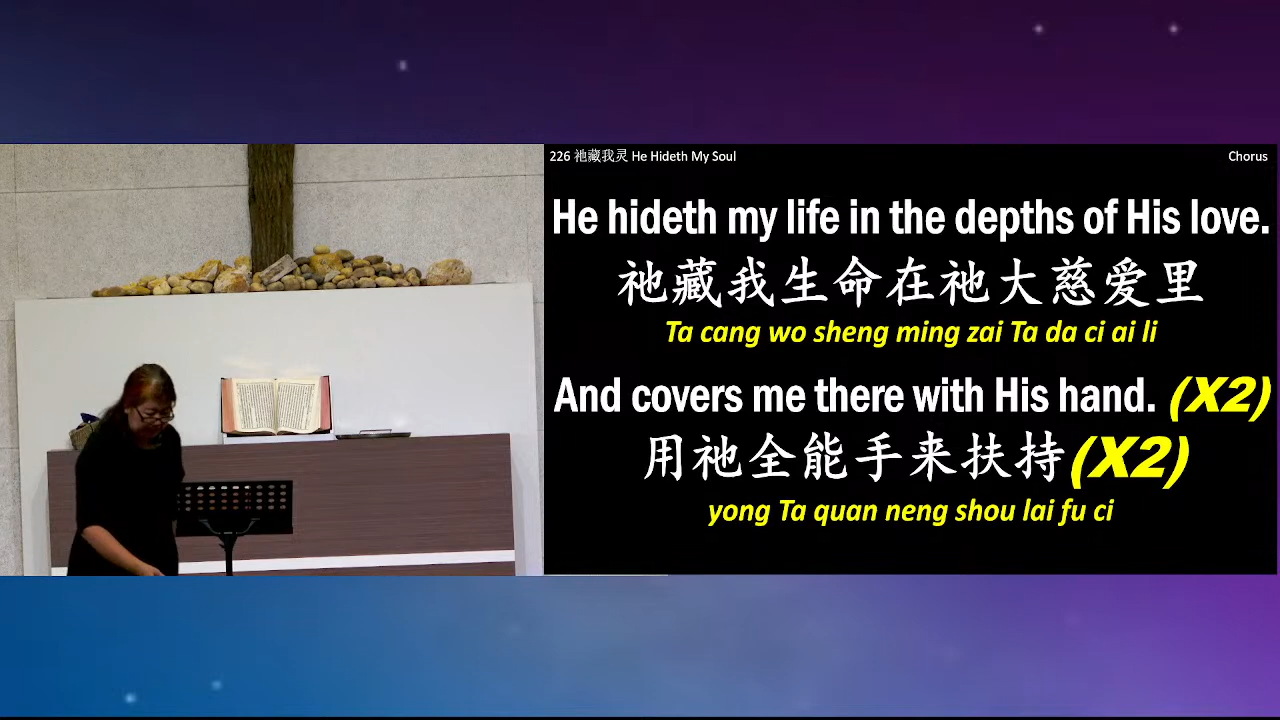 226 祂藏我灵 He Hideth My Soul
Chorus
He hideth my life in the depths of His love.
祂藏我生命在祂大慈爱里
Ta cang wo sheng ming zai Ta da ci ai li
And covers me there with His hand. (X2)
用祂全能手来扶持(X2)
yong Ta quan neng shou lai fu ci